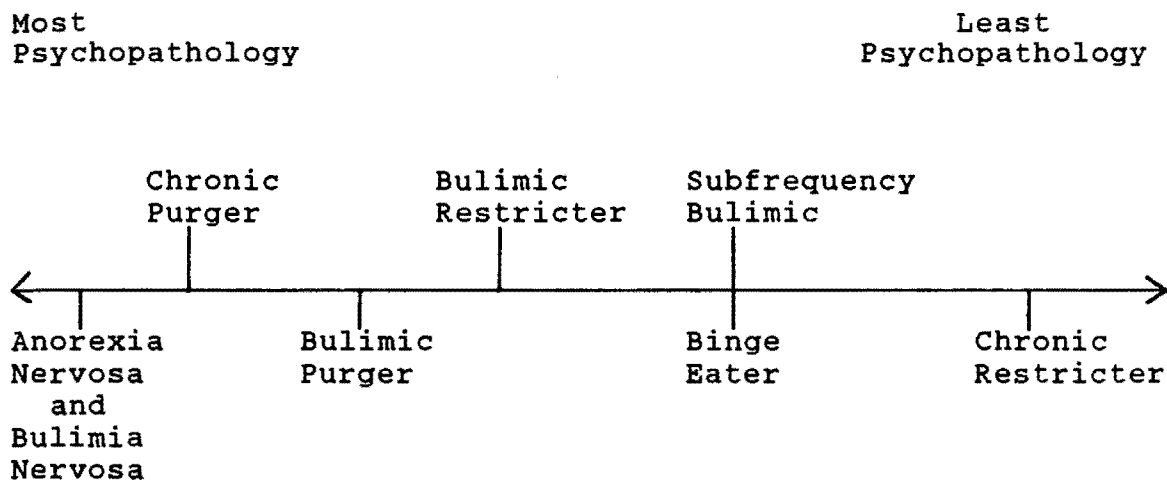 Most
Psychopathology
Least
Psychopathology
Chronic
Purger
Bulimic
Restricter
Subfrequency
Bulimic
Anorexia
Nervosa
and
Bulimia
Nervosa
Bulimic
Purger
Binge
Eater
Chronic
Restricter